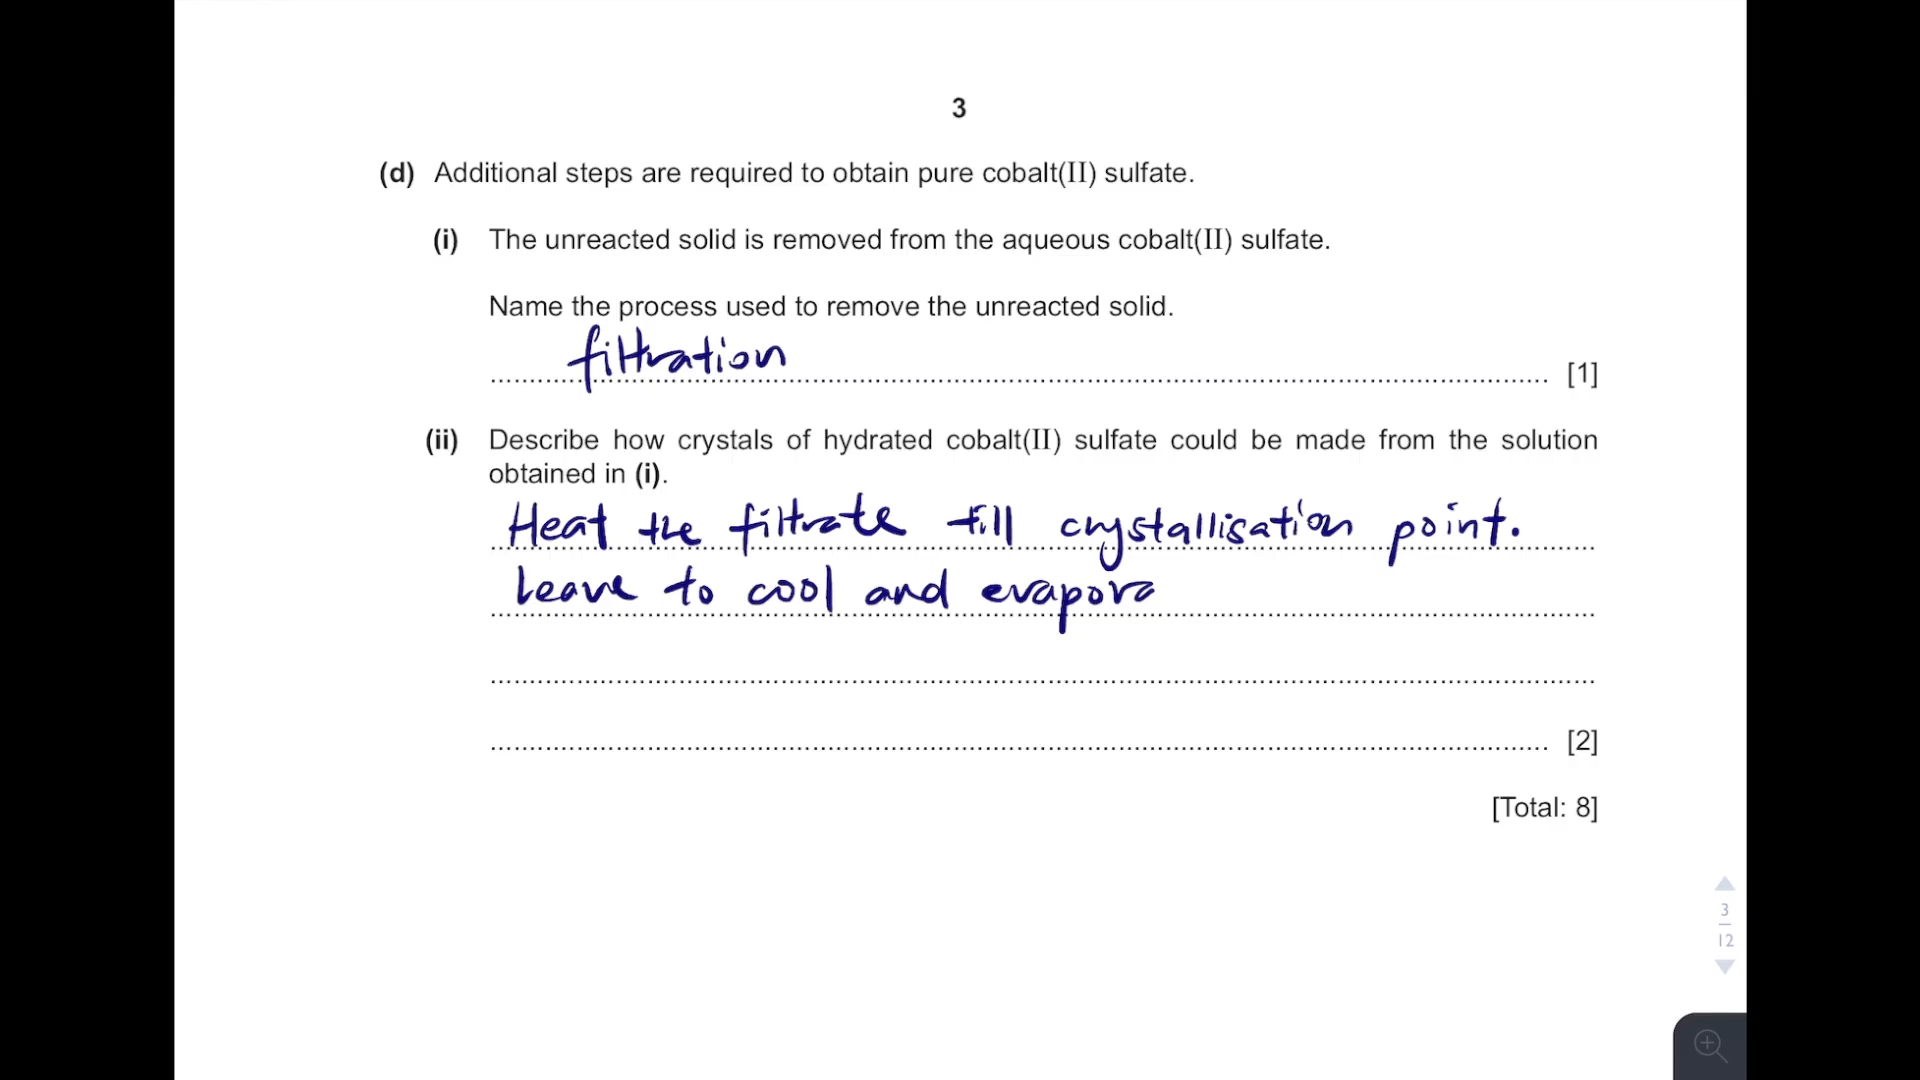 3
(d) Additional steps are required to obtain pure cobalt(II) sulfate.
(i) The unreacted solid is removed from the aqueous cobalt(II) sulfate.
Name the process used to remove the unreacted solid.
filtration
[1]
(ii) Describe how crystals of hydrated cobalt(II) sulfate could be made from the solution
obtained in (i).
Heat the filtrate till crystallisation point.
Leave to cool and evapora
[2]
[Total: 8]
3
12